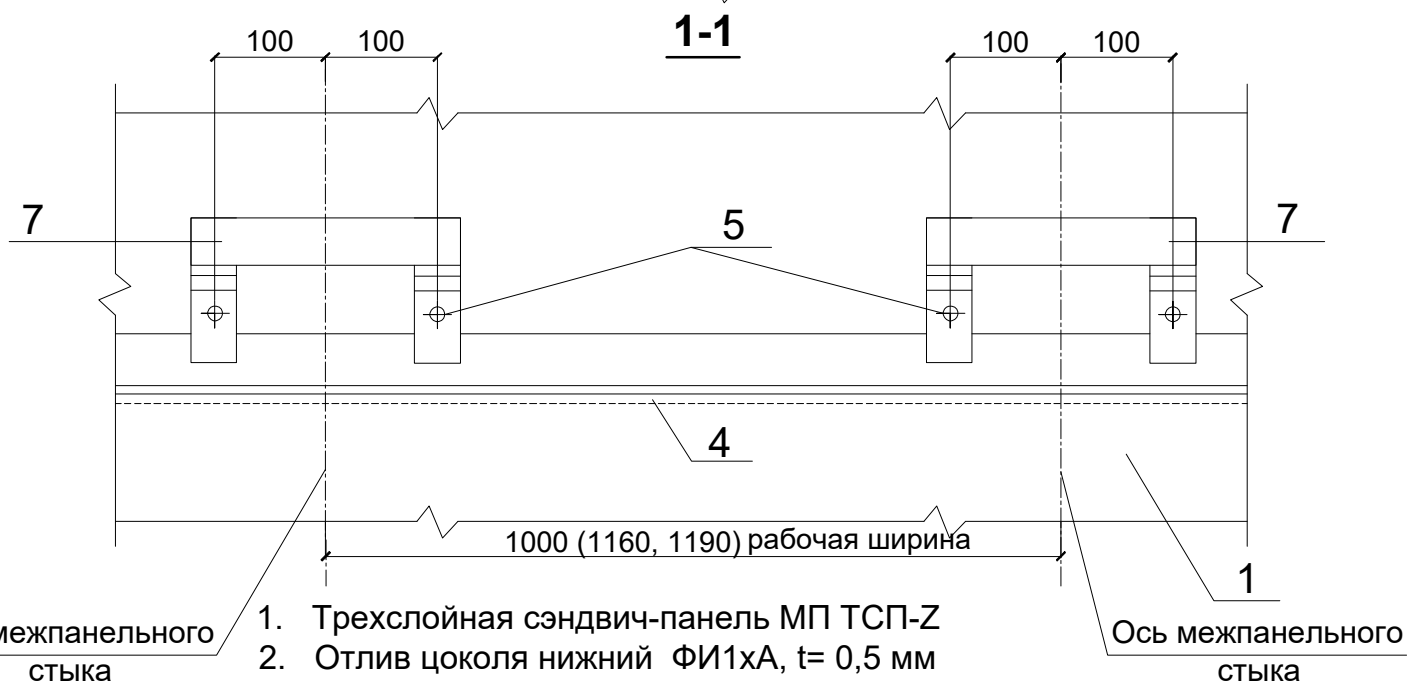 1-1
100 100 100 100
7 5 7
4
1000 (1160, 1190) рабочая ширина
1
межпанельного
стыка
1. Трехслойная сэндвич-панель МП ТСП-Z
2. Отлив цоколя нижний ФИ1хА, t= 0,5 мм
Ось межпанельного
стыка